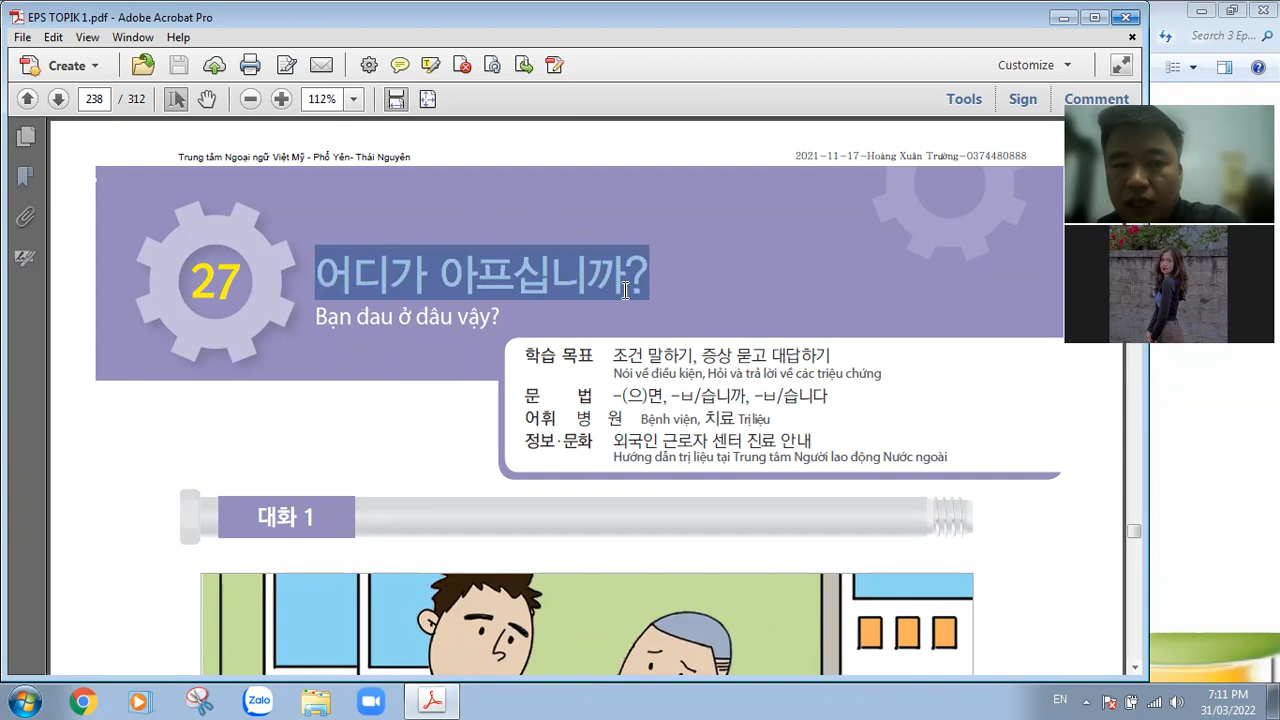 EPS TOPIK 1.pdf - Adobe Acrobat Pro
File Edit View Window Help
Create
Customize
238 / 312
112%
Tools Sign Comment
Search 3 Ep...
Trung tâm Ngoại ngữ Việt Mỹ - Phổ Yên- Thái Nguyên
2021-11-17-Hoàng Xuân Trường-0374480888
27
어디가 아프십니까?
Bạn dau ở dâu vậy?
학습 목표 조건 말하기, 증상 묻고 대답하기
Nói về diều kiện, Hỏi và trả lời về các triệu chứng
문 법 -(으)면, -ㅂ/습니까, -ㅂ/습니다
어휘 병 원 Bệnh viện, 치료 Trị liệu
정보·문화 외국인 근로자 센터 진료 안내
Hướng dẫn trị liệu tại Trung tâm Người lao động Nước ngoài
대화 1
Zalo
EN
7:11 PM
31/03/2022